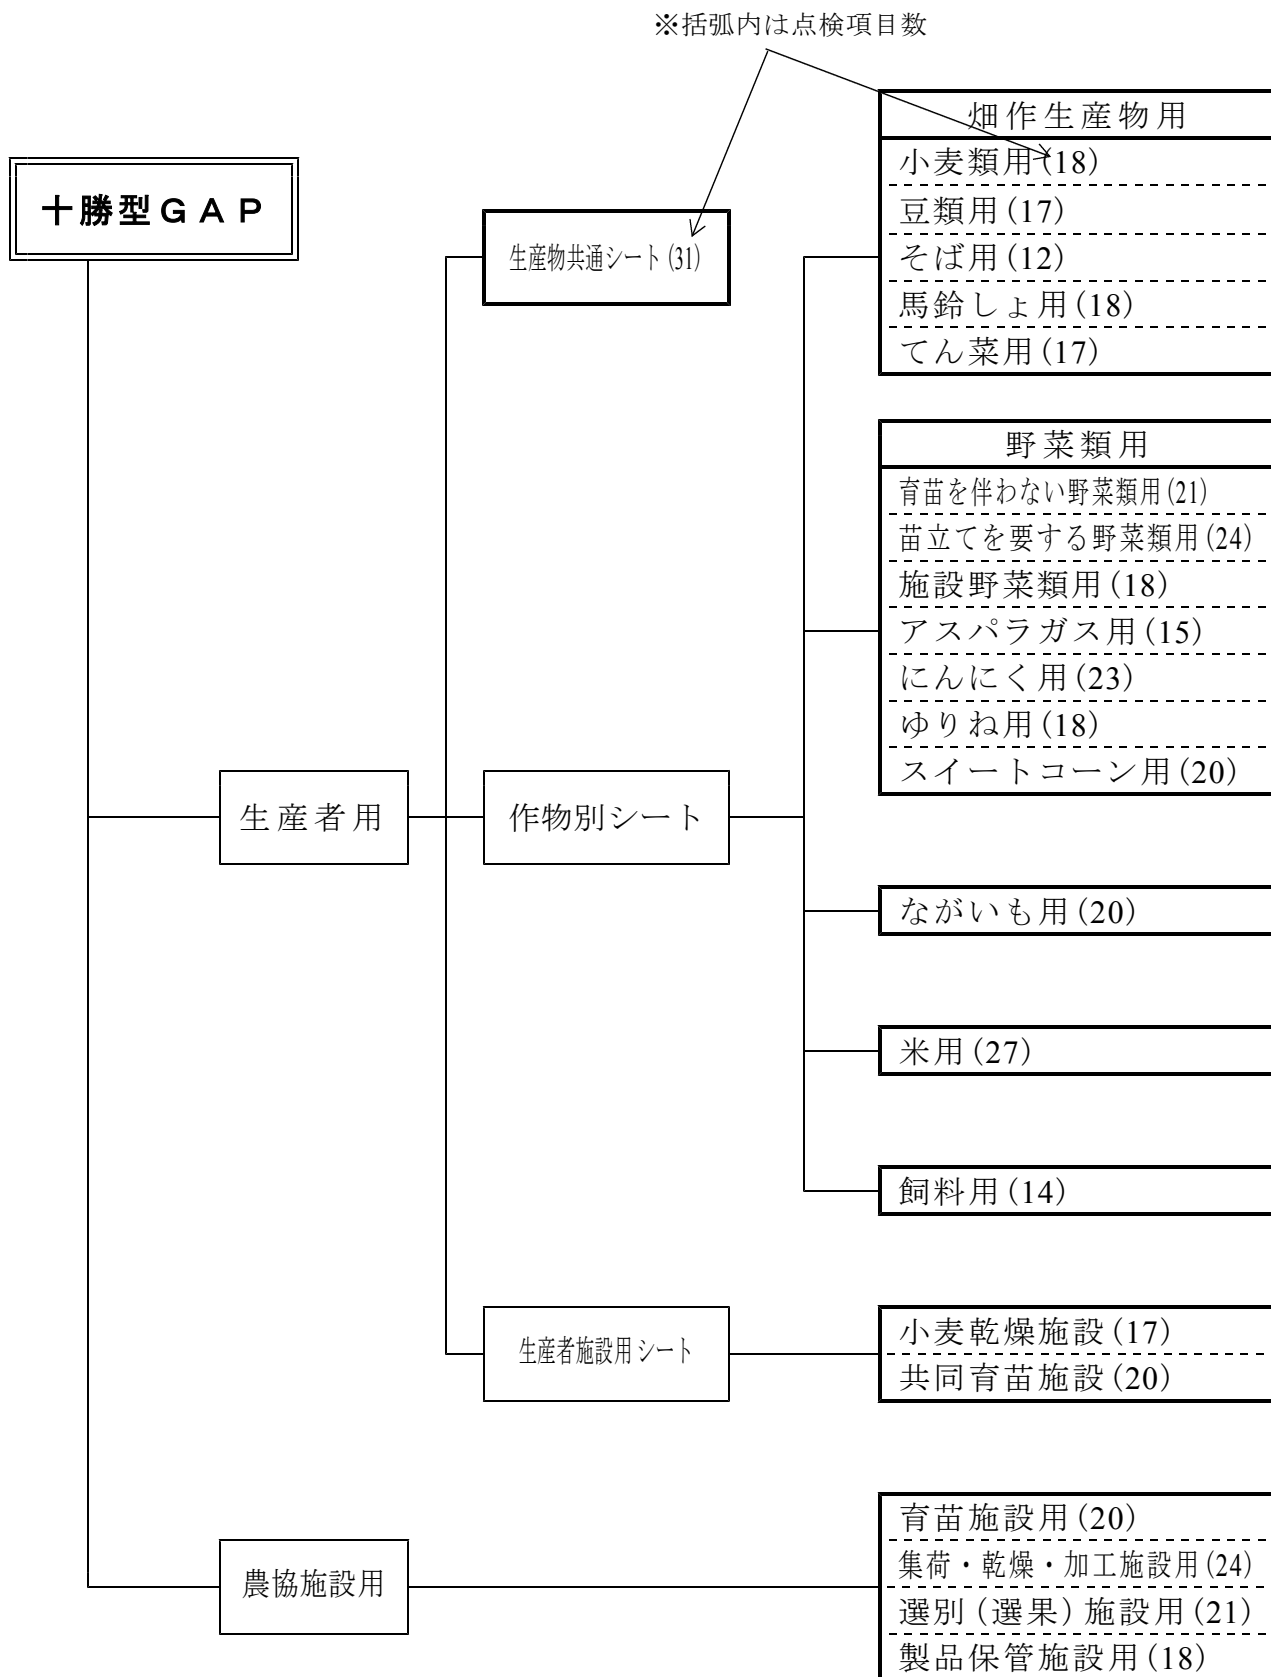 ※括弧内は点検項目数
十勝型GAP
生産者用
農協施設用
生産物共通シート(31)
作物別シート
生産者施設用シート
畑作生産物用
小麦類用(18)
豆類用(17)
そば用(12)
馬鈴しょ用(18)
てん菜用(17)
野菜類用
育苗を伴わない野菜類用(21)
苗立てを要する野菜類用(24)
施設野菜類用(18)
アスパラガス用(15)
にんにく用(23)
ゆりね用(18)
スイートコーン用(20)
ながいも用(20)
米用(27)
飼料用(14)
小麦乾燥施設(17)
共同育苗施設(20)
育苗施設用(20)
集荷・乾燥・加工施設用(24)
選別(選果)施設用(21)
製品保管施設用(18)